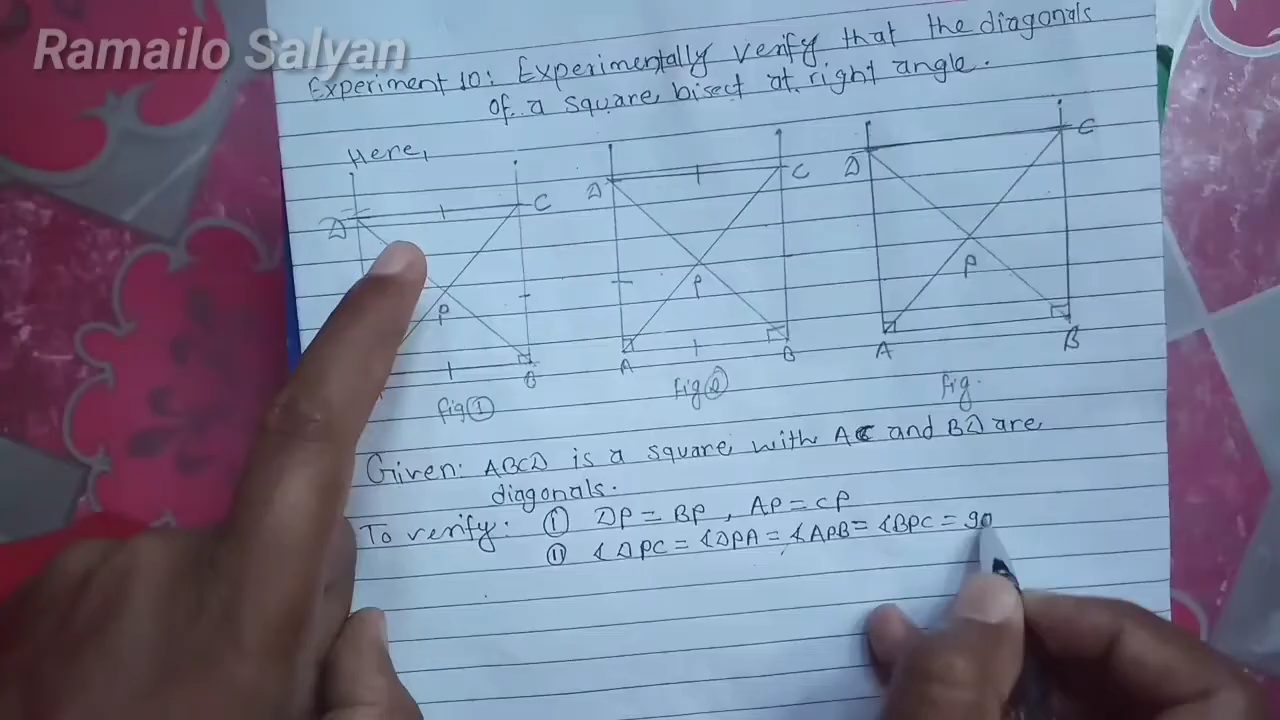 Ramailo Salyan
Experiment 10: Experimentally verify that the diagonals
of a square bisect at right angle.
Here,
D C
D C
D C
P
P
P
B
A B
A B
fig ①
fig ②
fig.
Given: ABCD is a square with AC and BD are
diagonals.
To verify: ① DP = BP, AP = CP
⑪ ∢DPC = ∢DPA = ∢APB = ∢BPC = 90